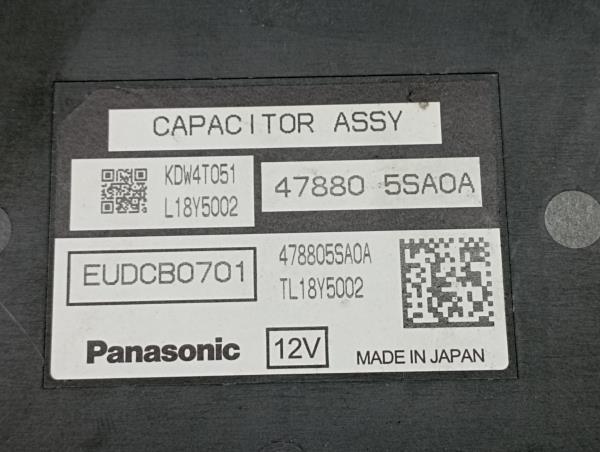 CAPACITOR ASSY
KDW4T051
L18Y5002
47880 5SA0A
EUDCB0701
478805SA0A
TL18Y5002
Panasonic
12V
MADE IN JAPAN